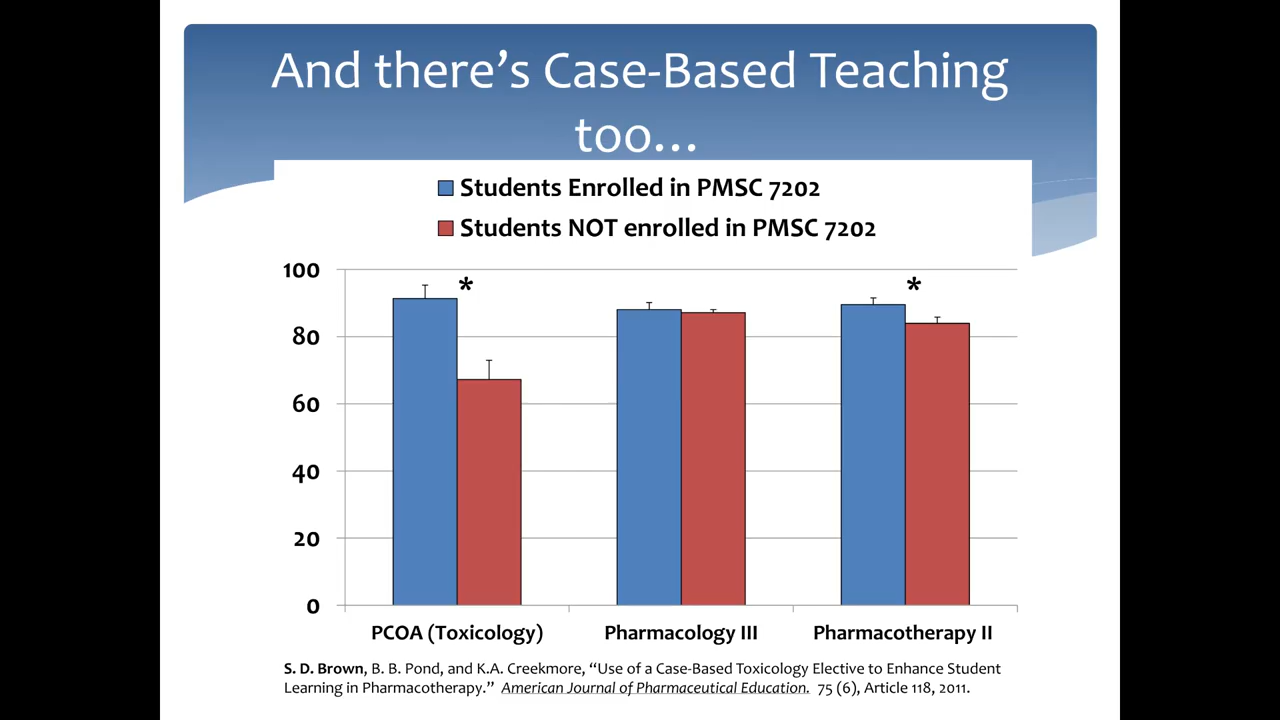 And there’s Case-Based Teaching
too…
Students Enrolled in PMSC 7202
Students NOT enrolled in PMSC 7202
100
80
60
40
20
0
*
*
PCOA (Toxicology)
Pharmacology III
Pharmacotherapy II
S. D. Brown, B. B. Pond, and K.A. Creekmore, “Use of a Case-Based Toxicology Elective to Enhance Student
Learning in Pharmacotherapy.” American Journal of Pharmaceutical Education. 75 (6), Article 118, 2011.